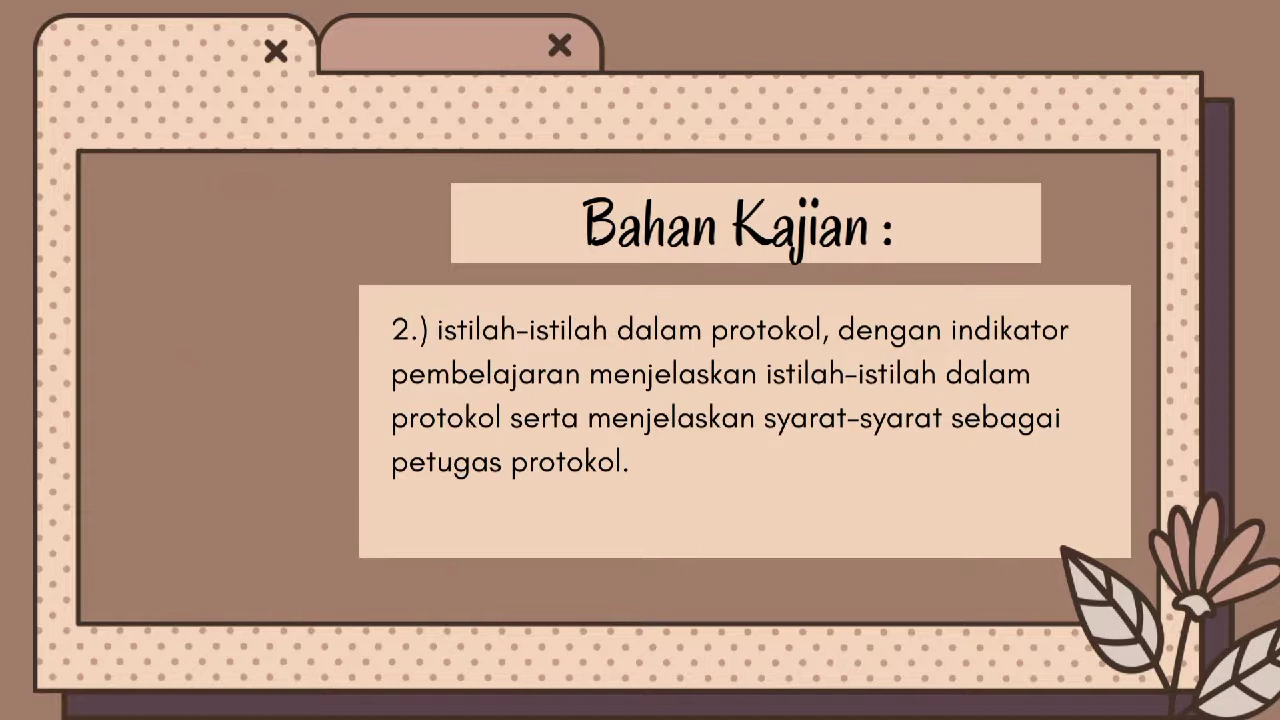 Bahan Kajian :
2.) istilah-istilah dalam protokol, dengan indikator
pembelajaran menjelaskan istilah-istilah dalam
protokol serta menjelaskan syarat-syarat sebagai
petugas protokol.